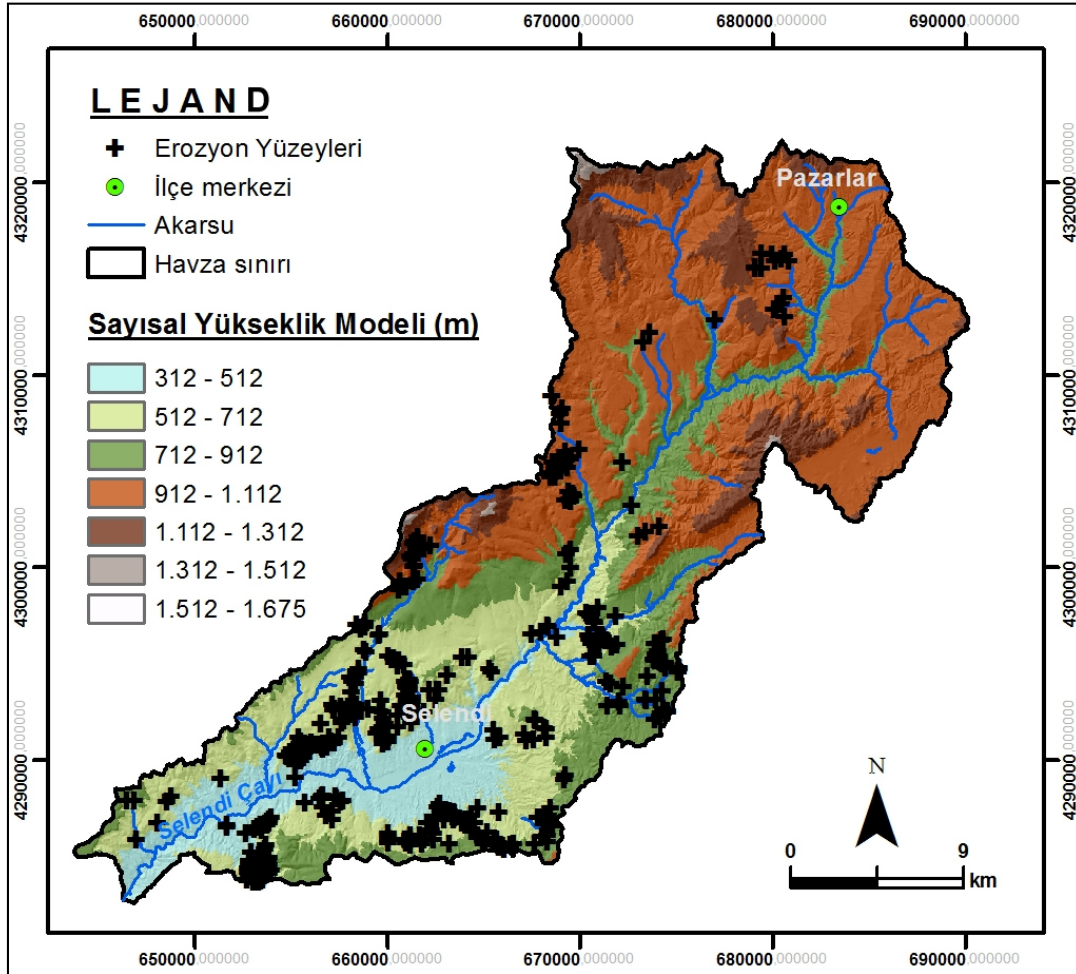 650000,000000 660000,000000 670000,000000 680000,000000 690000,000000
4320000,000000
4310000,000000
4300000,000000
4290000,000000
LEJAND
Erozyon Yüzeyleri
İlçe merkezi
Akarsu
Havza sınırı
Sayısal Yükseklik Modeli (m)
312 - 512
512 - 712
712 - 912
912 - 1.112
1.112 - 1.312
1.312 - 1.512
1.512 - 1.675
Pazarlar
Selendi
Selendi Çayı
N
0 9
km
4320000,000000
4310000,000000
4300000,000000
4290000,000000
650000,000000 660000,000000 670000,000000 680000,000000 690000,000000